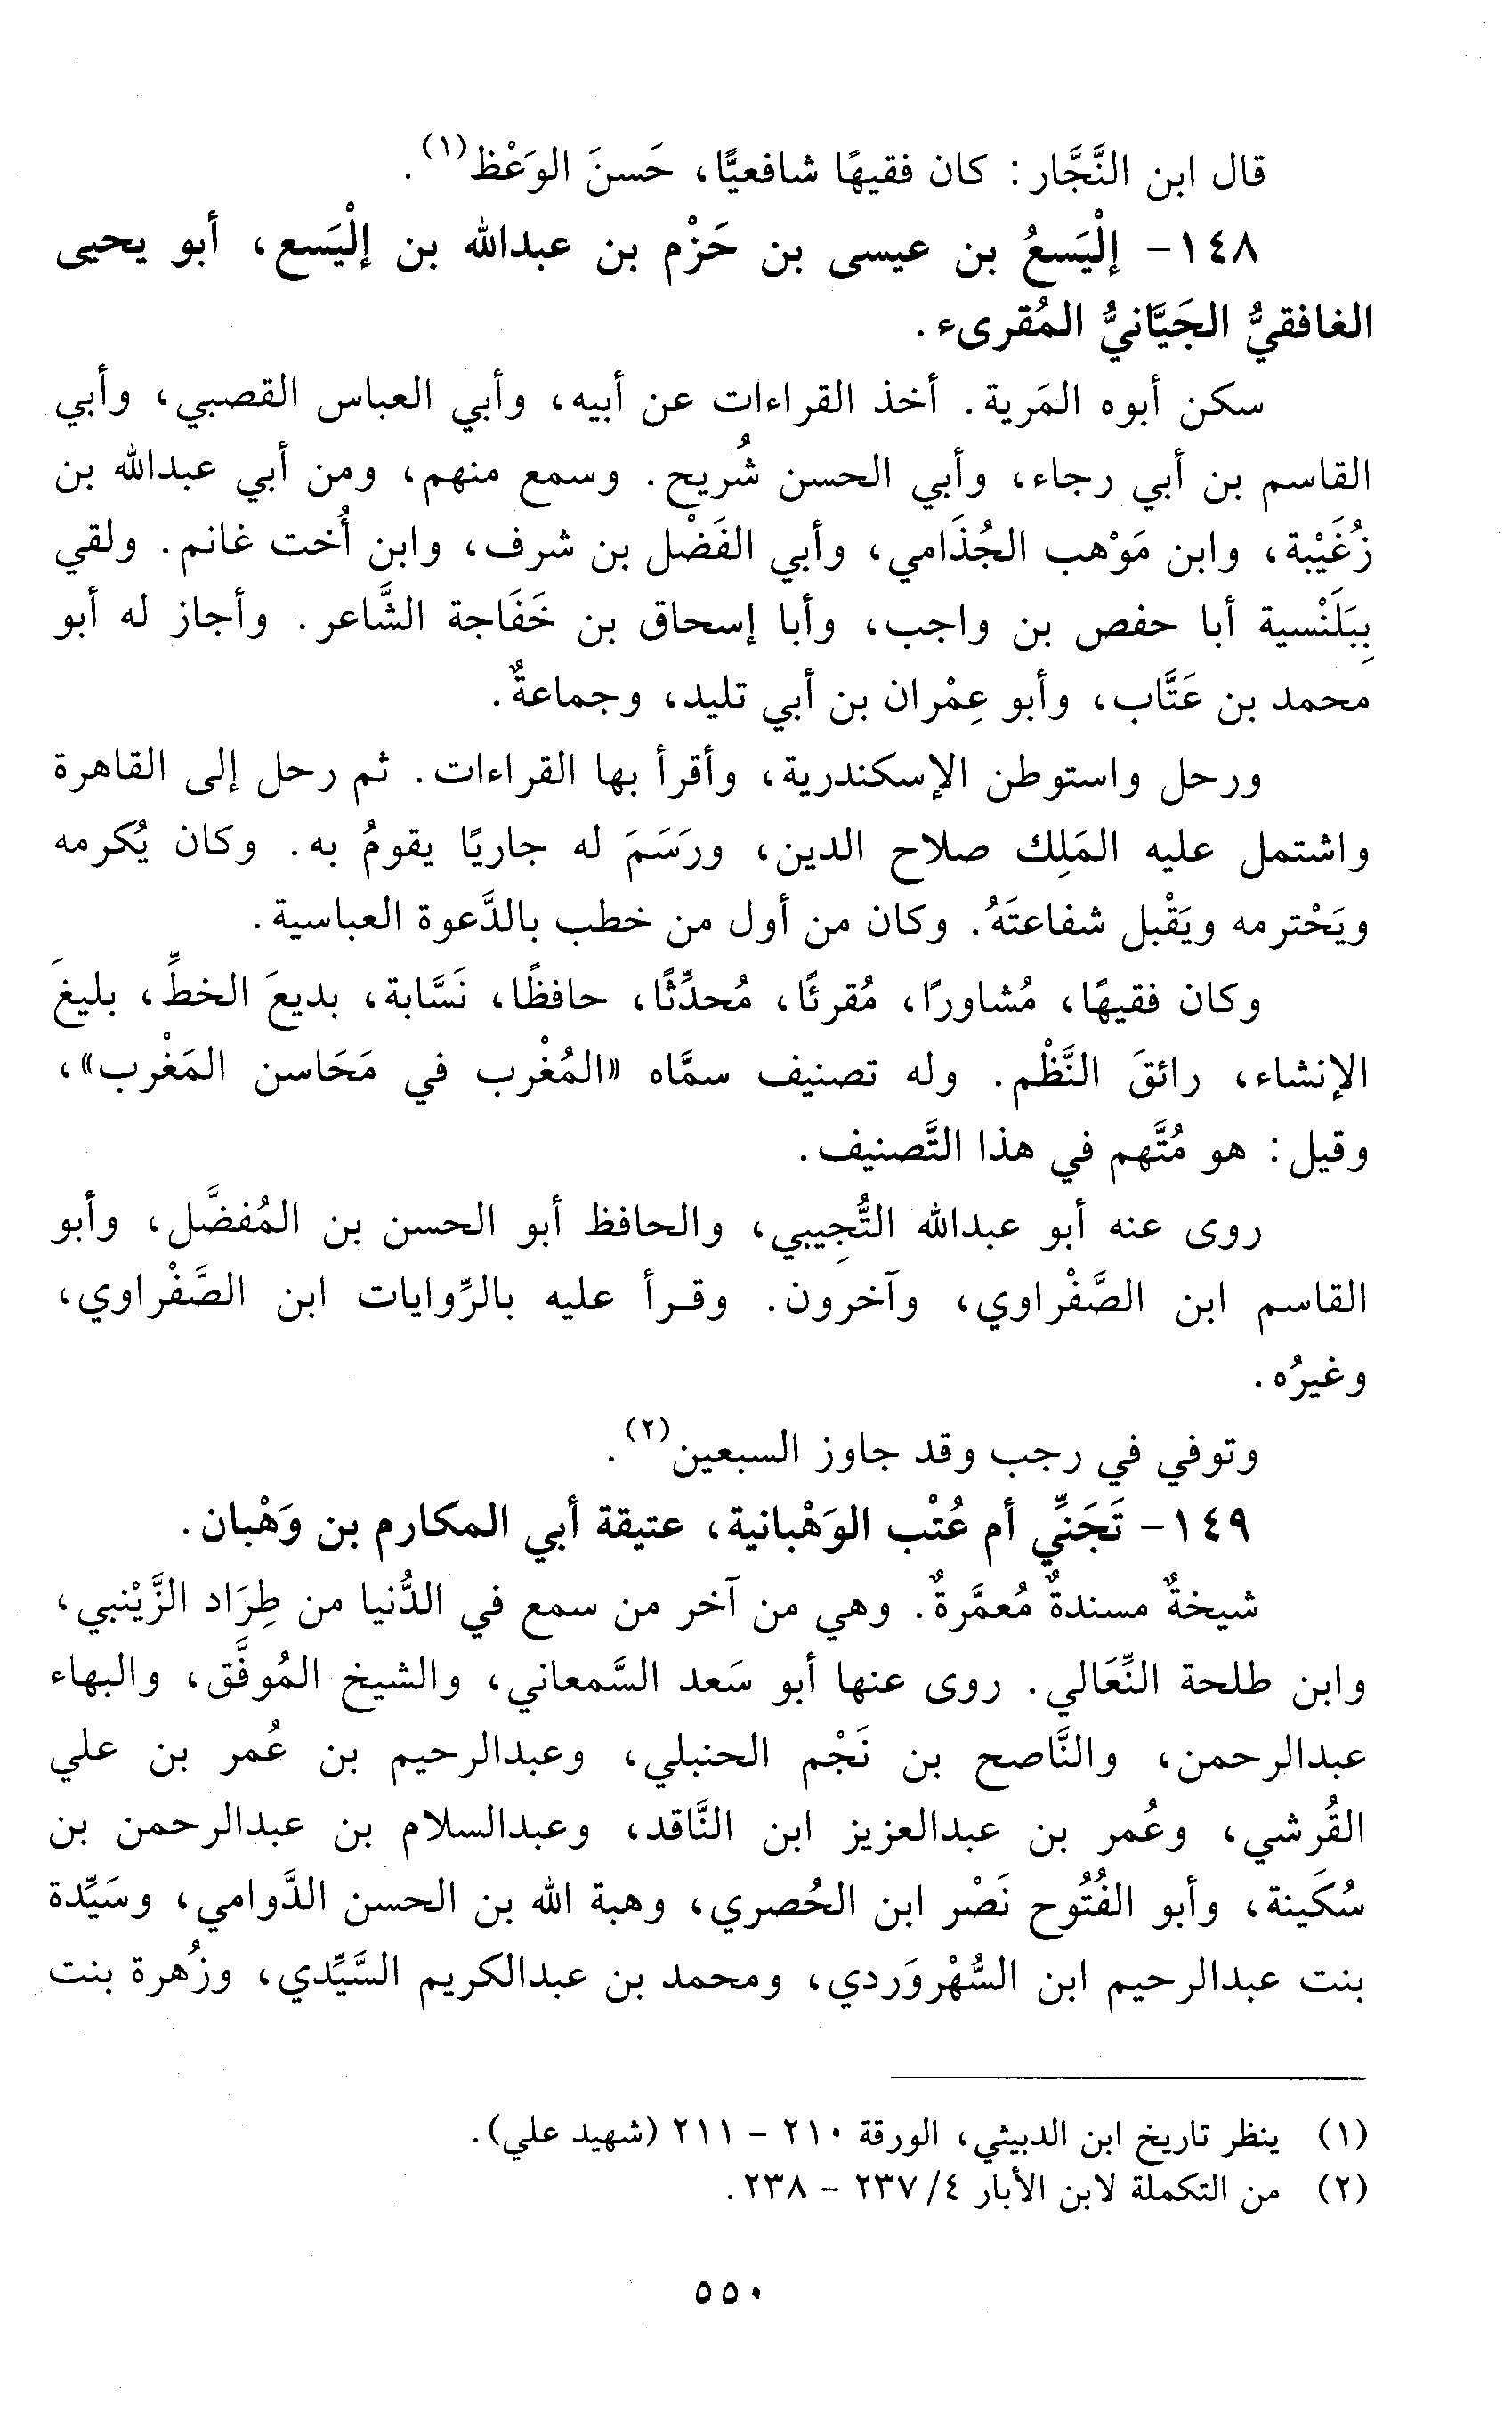 قال ابن النَّجَّار: كان فقيهًا شافعيًّا، حَسنَ الوَعْظ(١).
١٤٨- إلْيَسعُ بن عيسى بن حَزْم بن عبدالله بن إلْيَسع، أبو يحيى
الغافقيُّ الجَيَّانيُّ المُقرىء.
سكن أبوه المَرية. أخذ القراءات عن أبيه، وأبي العباس القصبي، وأبي
القاسم بن أبي رجاء، وأبي الحسن شُريح. وسمع منهم، ومن أبي عبدالله بن
زُغَيْبة، وابن مَوْهب الجُذَامي، وأبي الفَضْل بن شرف، وابن أُخت غانم. ولقي
بِبَلَنْسية أبا حفص بن واجب، وأبا إسحاق بن خَفَاجة الشَّاعر. وأجاز له أبو
محمد بن عَتَّاب، وأبو عِمْران بن أبي تليد، وجماعةٌ.
ورحل واستوطن الإسكندرية، وأقرأ بها القراءات. ثم رحل إلى القاهرة
واشتمل عليه المَلِك صلاح الدين، ورَسَمَ له جاريًا يقومُ به. وكان يُكرمه
ويَحْترمه ويَقْبل شفاعتَهُ. وكان من أول من خطب بالدَّعوة العباسية.
وكان فقيهًا، مُشاورًا، مُقرئًا، مُحدِّثًا، حافظًا، نَسَّابة، بديعَ الخطِّ، بليغَ
الإنشاء، رائقَ النَّظْم. وله تصنيف سمَّاه «المُغْرب في مَحَاسن المَغْرب»،
وقيل: هو مُتَّهم في هذا التَّصنيف.
روى عنه أبو عبدالله التُّجِيبي، والحافظ أبو الحسن بن المُفضَّل، وأبو
القاسم ابن الصَّفْراوي، وآخرون. وقرأ عليه بالرِّوايات ابن الصَّفْراوي،
وغيرُه.
وتوفي في رجب وقد جاوز السبعين(٢).
١٤٩- تَجَنِّي أم عُتْب الوَهْبانية، عتيقة أبي المكارم بن وَهْبان.
شيخةٌ مسندةٌ مُعمَّرةٌ. وهي من آخر من سمع في الدُّنيا من طِرَاد الزَّيْنبي،
وابن طلحة النِّعَالي. روى عنها أبو سَعد السَّمعاني، والشيخ المُوفَّق، والبهاء
عبدالرحمن، والنَّاصح بن نَجْم الحنبلي، وعبدالرحيم بن عُمر بن علي
القُرشي، وعُمر بن عبدالعزيز ابن النَّاقد، وعبدالسلام بن عبدالرحمن بن
سُكَينة، وأبو الفُتُوح نَصْر ابن الحُصري، وهبة الله بن الحسن الدَّوامي، وسَيِّدة
بنت عبدالرحيم ابن السُّهْروَردي، ومحمد بن عبدالكريم السَّيِّدي، وزُهرة بنت
(١) ينظر تاريخ ابن الدبيثي، الورقة ٢١٠ - ٢١١ (شهيد علي).
(٢) من التكملة لابن الأبار ٤/ ٢٣٧ - ٢٣٨.
٥٥٠